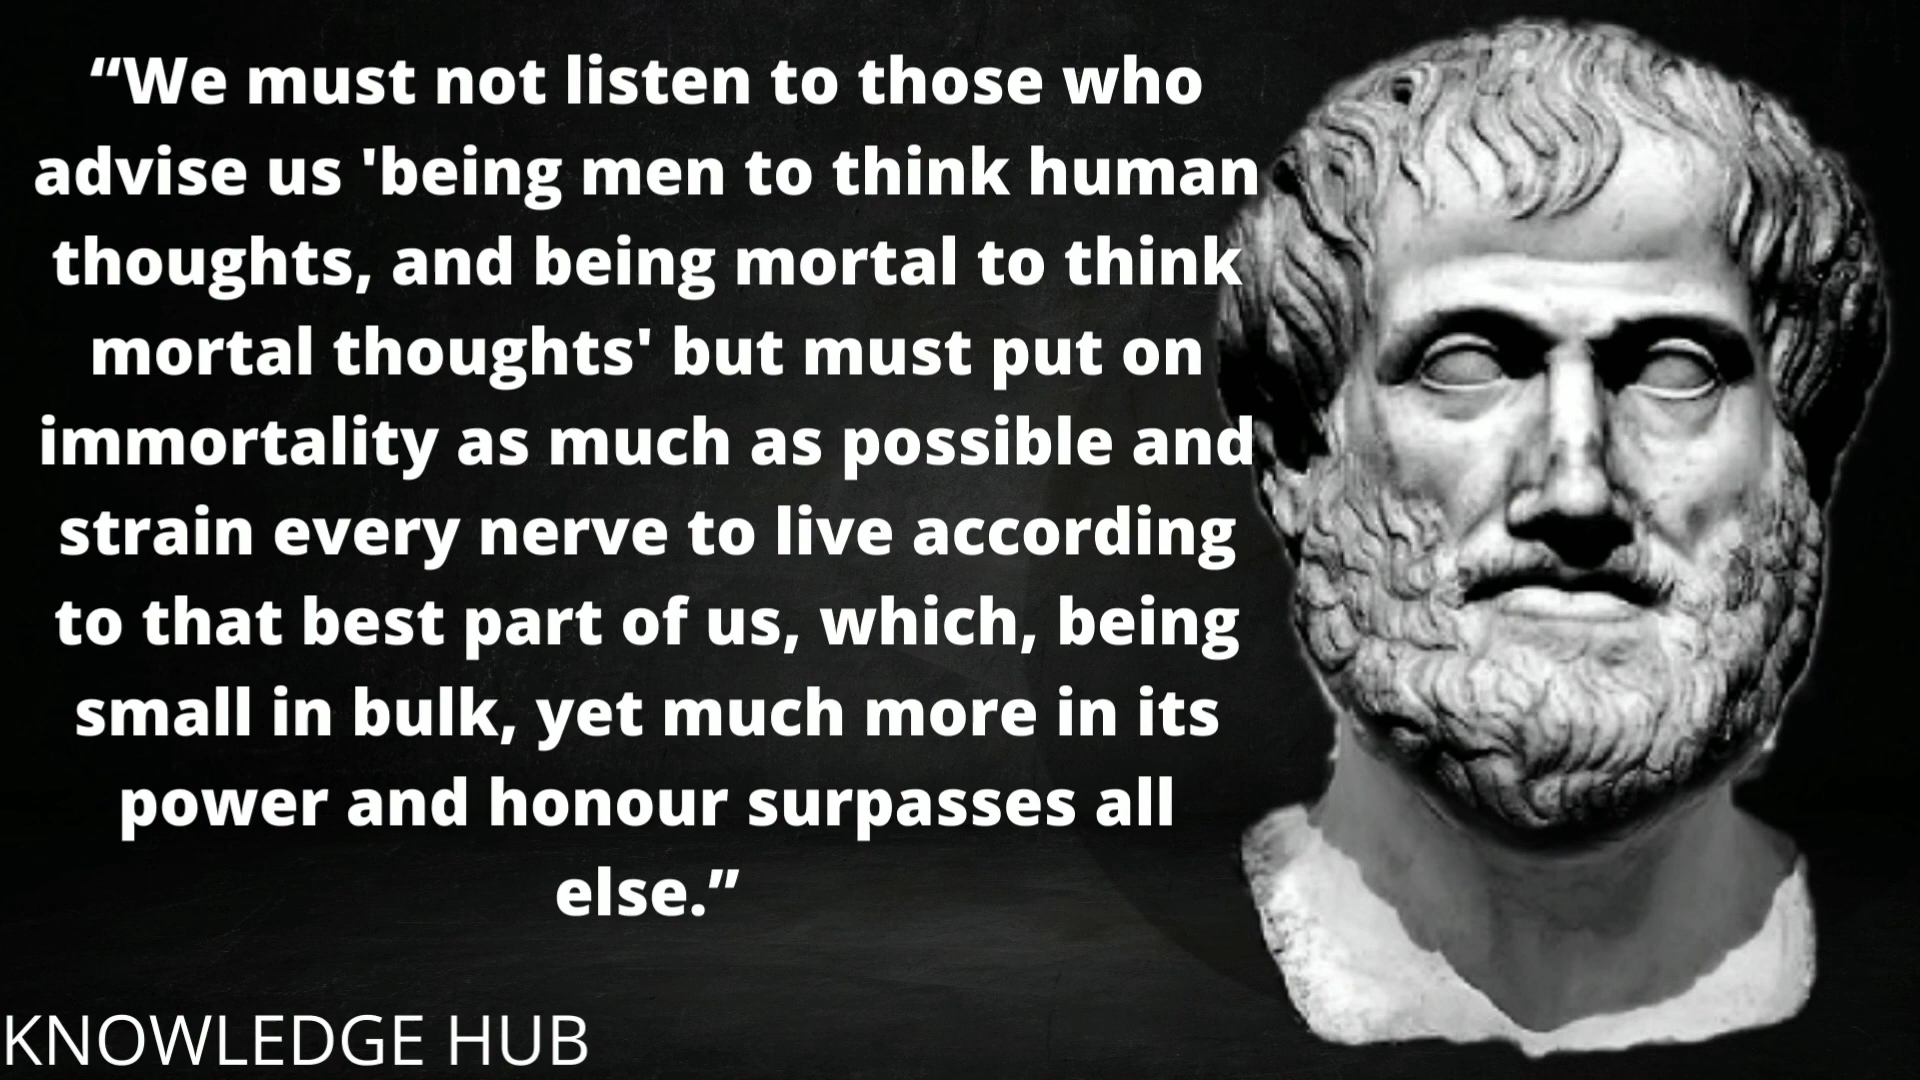 “We must not listen to those who
advise us 'being men to think human
thoughts, and being mortal to think
mortal thoughts' but must put on
immortality as much as possible and
strain every nerve to live according
to that best part of us, which, being
small in bulk, yet much more in its
power and honour surpasses all
else.”
KNOWLEDGE HUB